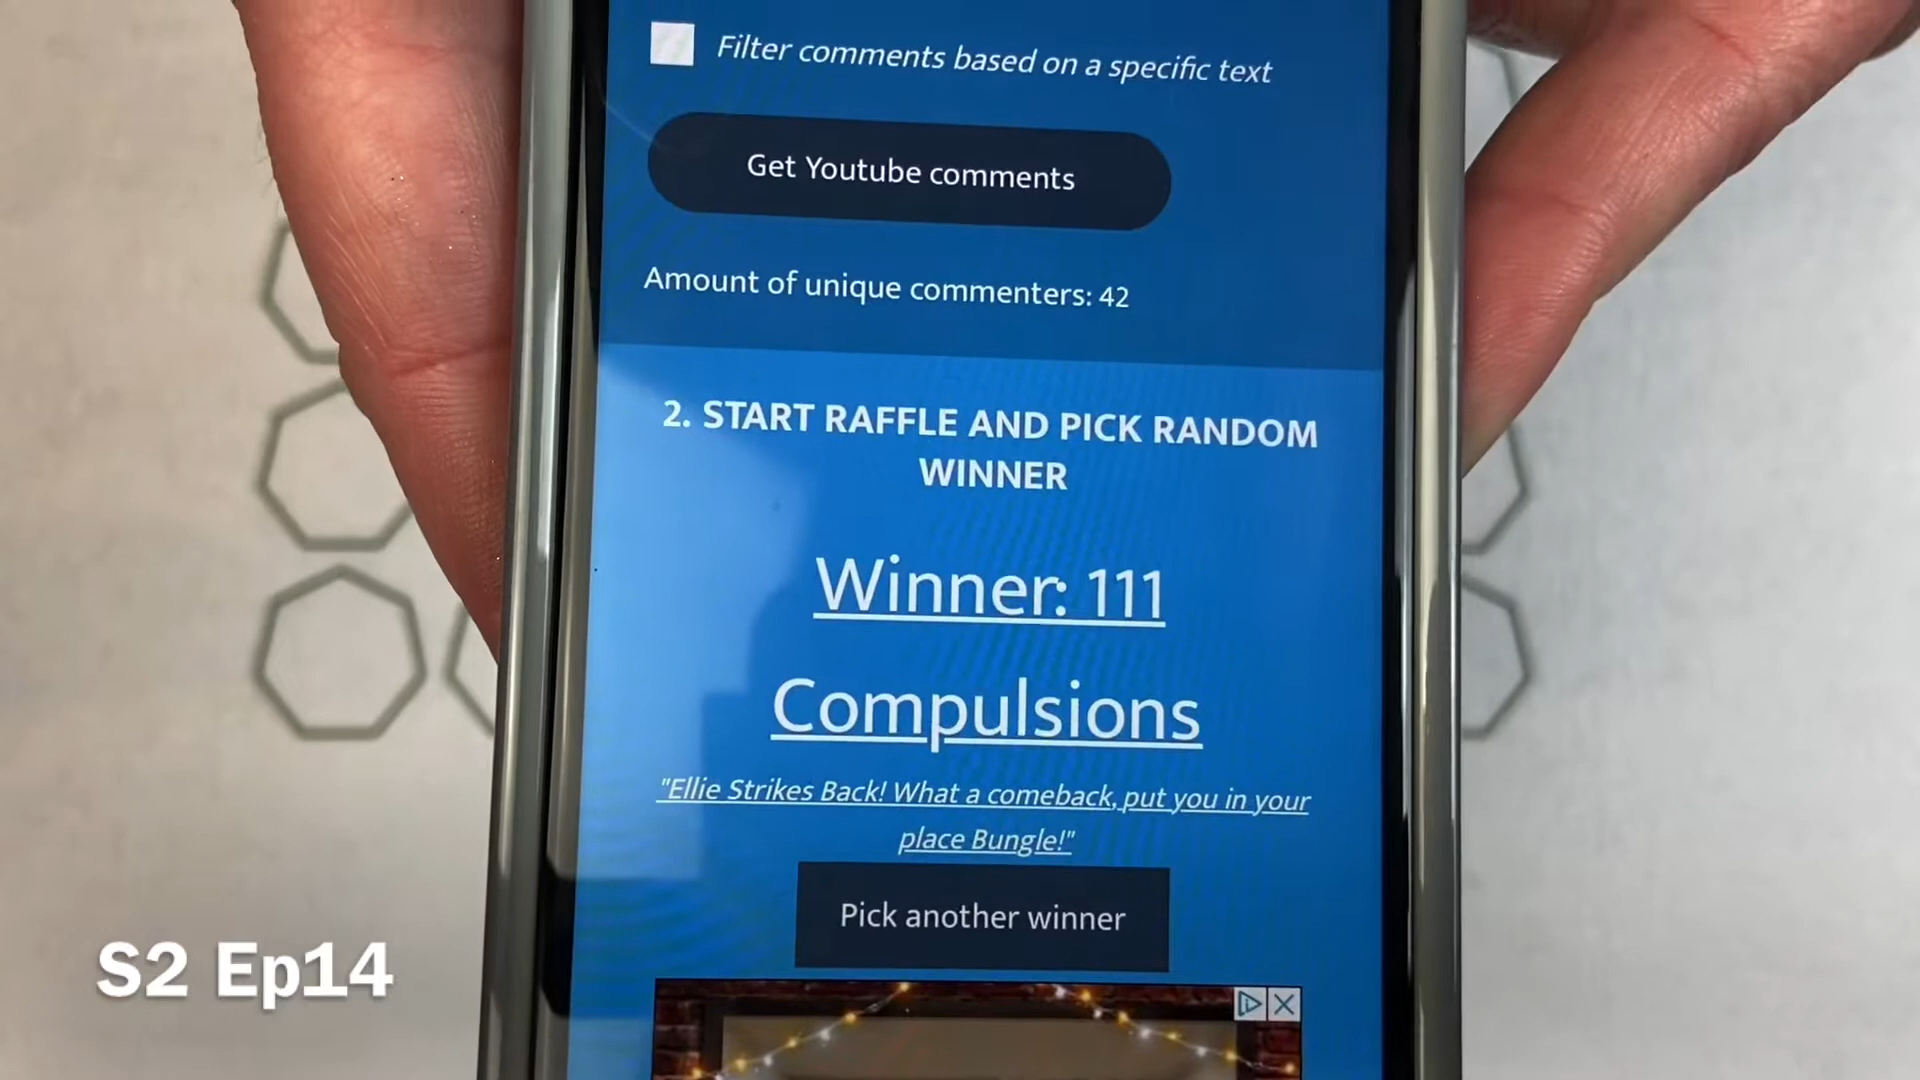 Filter comments based on a specific text
Get Youtube comments
Amount of unique commenters: 42
2. START RAFFLE AND PICK RANDOM
WINNER
Winner: 111
Compulsions
"Ellie Strikes Back! What a comeback, put you in your
place Bungle!"
Pick another winner
S2 Ep14